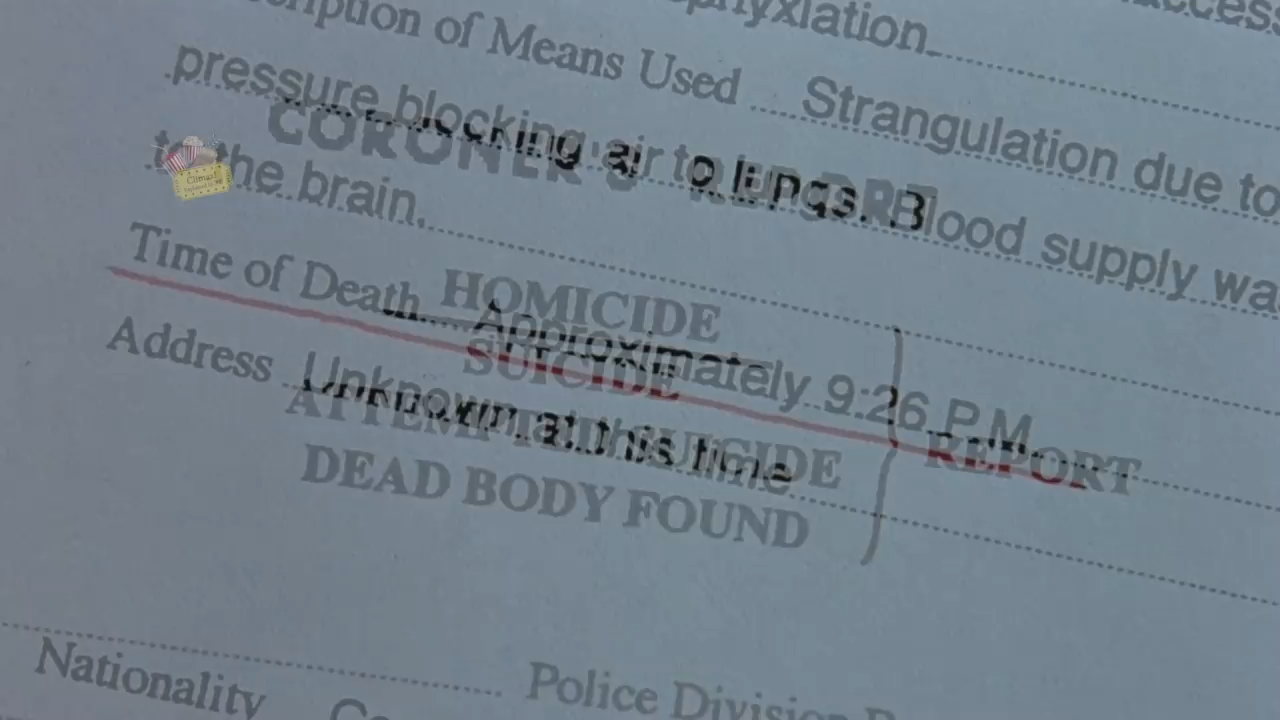 phyxiation
cription of Means Used Strangulation due to
pressure blocking air to lungs. Blood supply wa
to the brain.
CORONER'S REPORT
Time of Death Approximately 9:26 P.M.
Address Unknown at this time
HOMICIDE
SUICIDE
ATTEMPTED SUICIDE
DEAD BODY FOUND
REPORT
Nationality
Police Division